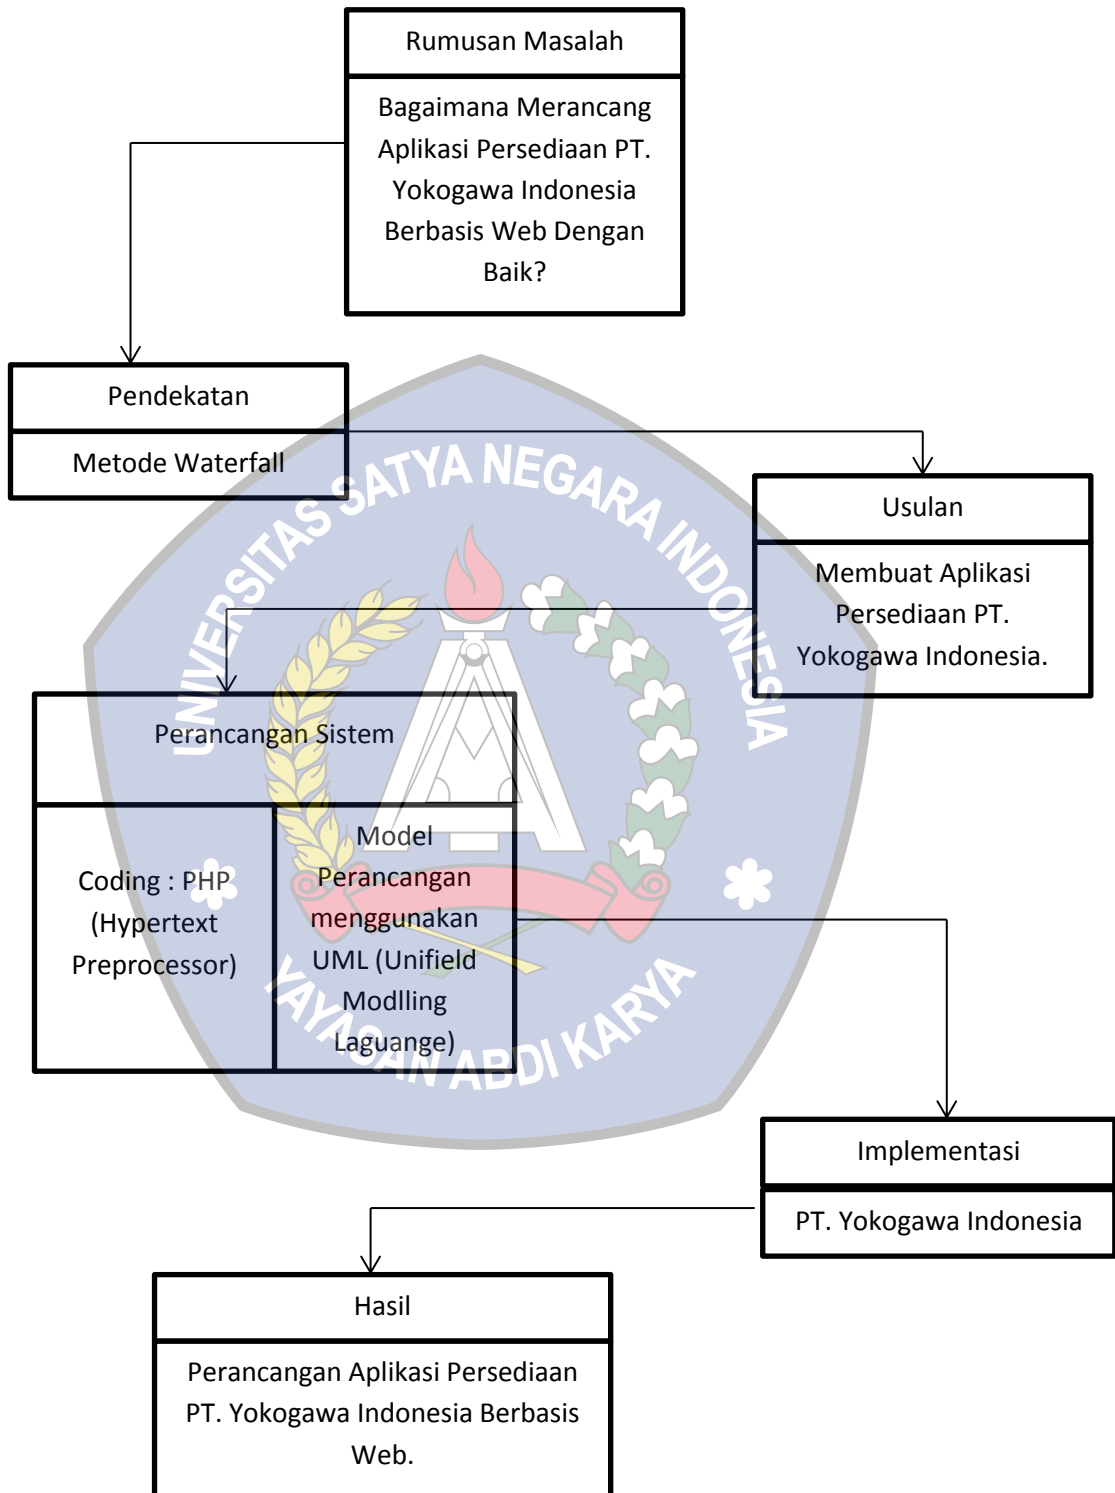 Rumusan Masalah
Bagaimana Merancang
Aplikasi Persediaan PT.
Yokogawa Indonesia
Berbasis Web Dengan
Baik?
Pendekatan
Metode Waterfall
Usulan
Membuat Aplikasi
Persediaan PT.
Yokogawa Indonesia.
UNIVERSITAS SATYA NEGARA INDONESIA
Perancangan Sistem
Coding : PHP
(Hypertext
Preprocessor)
Model
Perancangan
menggunakan
UML (Unifield
Modlling
Laguange)
YAYASAN ABDI KARYA
Implementasi
PT. Yokogawa Indonesia
Hasil
Perancangan Aplikasi Persediaan
PT. Yokogawa Indonesia Berbasis
Web.